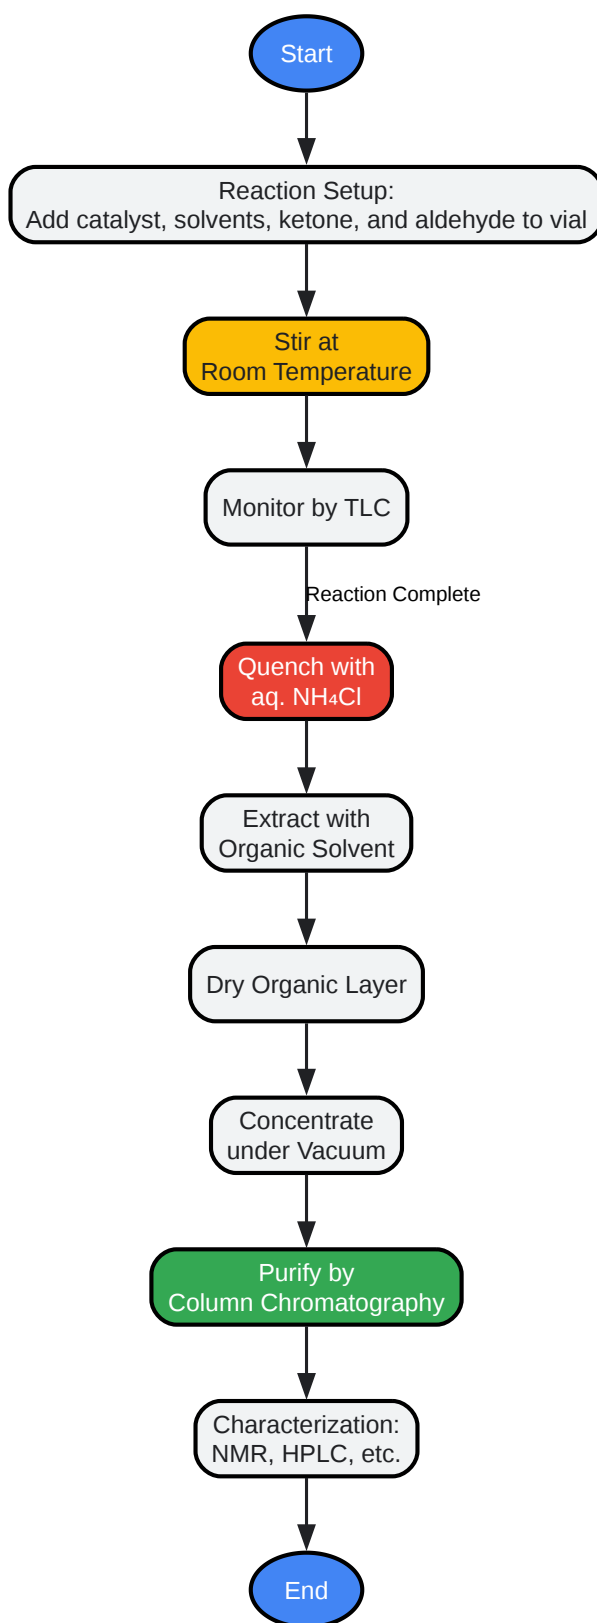 Start
Reaction Setup:
Add catalyst, solvents, ketone, and aldehyde to vial
Stir at
Room Temperature
Monitor by TLC
Reaction Complete
Quench with
aq. NH₄Cl
Extract with
Organic Solvent
Dry Organic Layer
Concentrate
under Vacuum
Purify by
Column Chromatography
Characterization:
NMR, HPLC, etc.
End